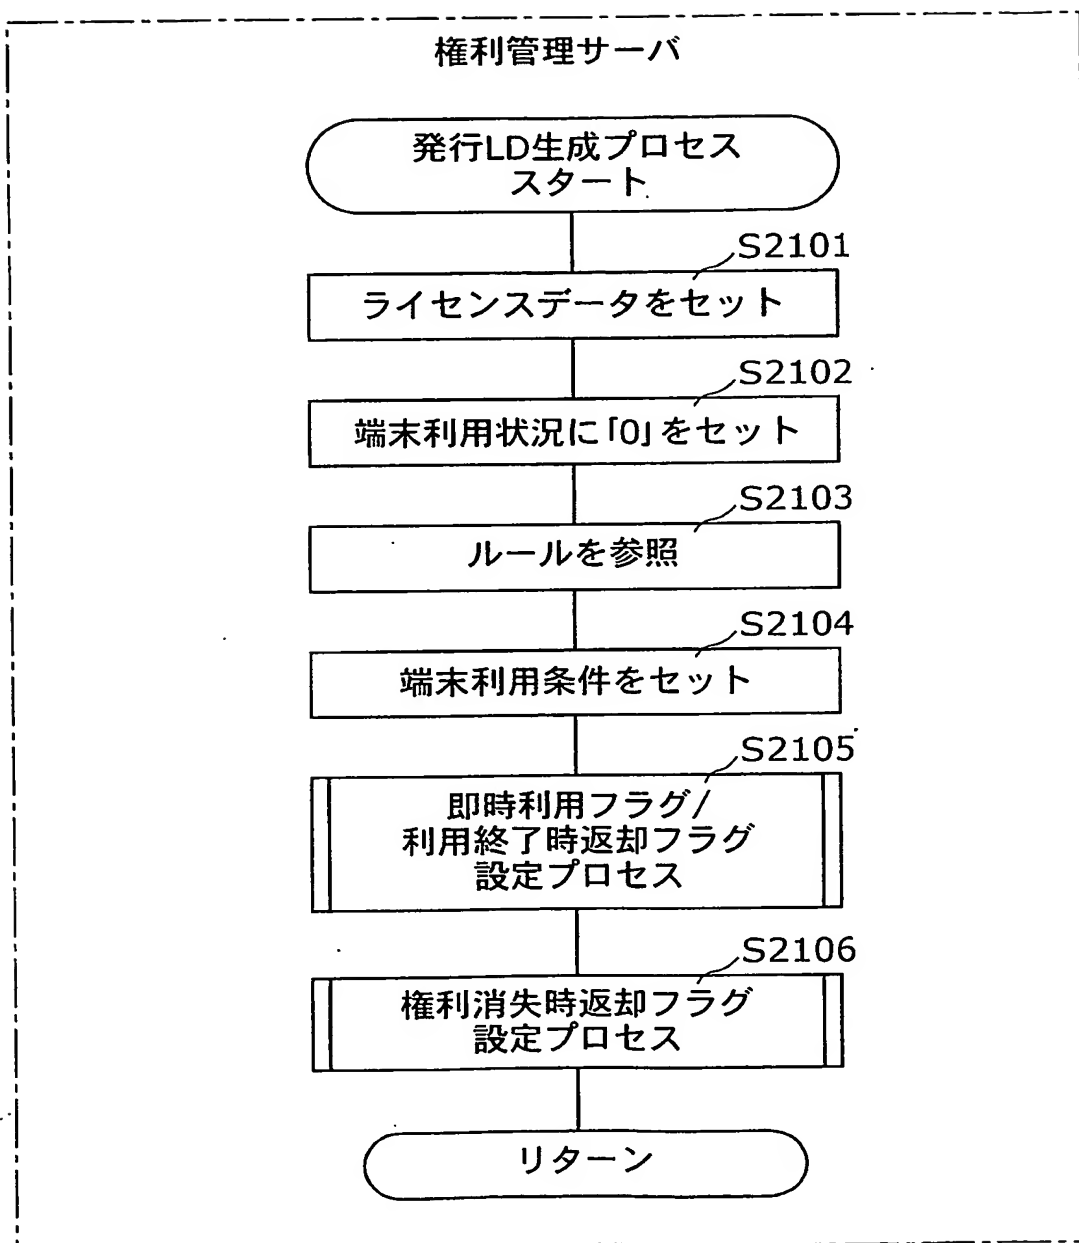 権利管理サーバ
発行LD生成プロセス
スタート
S2101
ライセンスデータをセット
S2102
端末利用状況に「0」をセット
S2103
ルールを参照
S2104
端末利用条件をセット
S2105
即時利用フラグ/
利用終了時返却フラグ
設定プロセス
S2106
権利消失時返却フラグ
設定プロセス
リターン